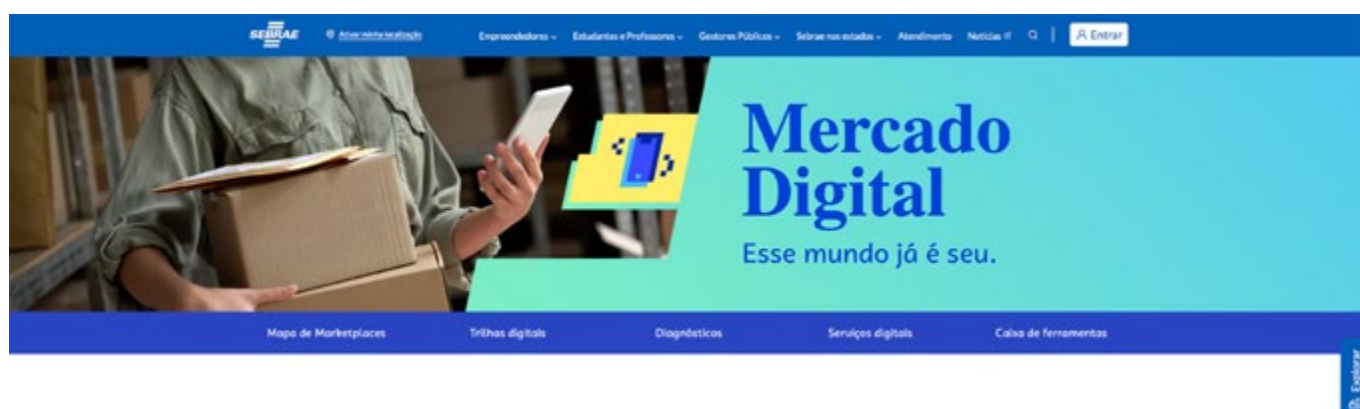 SEBRAE
Ativar minha localização
Empreendedores
Estudantes e Professores
Gestores Públicos
Sebrae nos estados
Atendimento
Notícias
Entrar
Mercado
Digital
Esse mundo já é seu.
Mapa de Marketplaces
Trilhas digitais
Diagnósticos
Serviços digitais
Caixa de ferramentas
Explorar